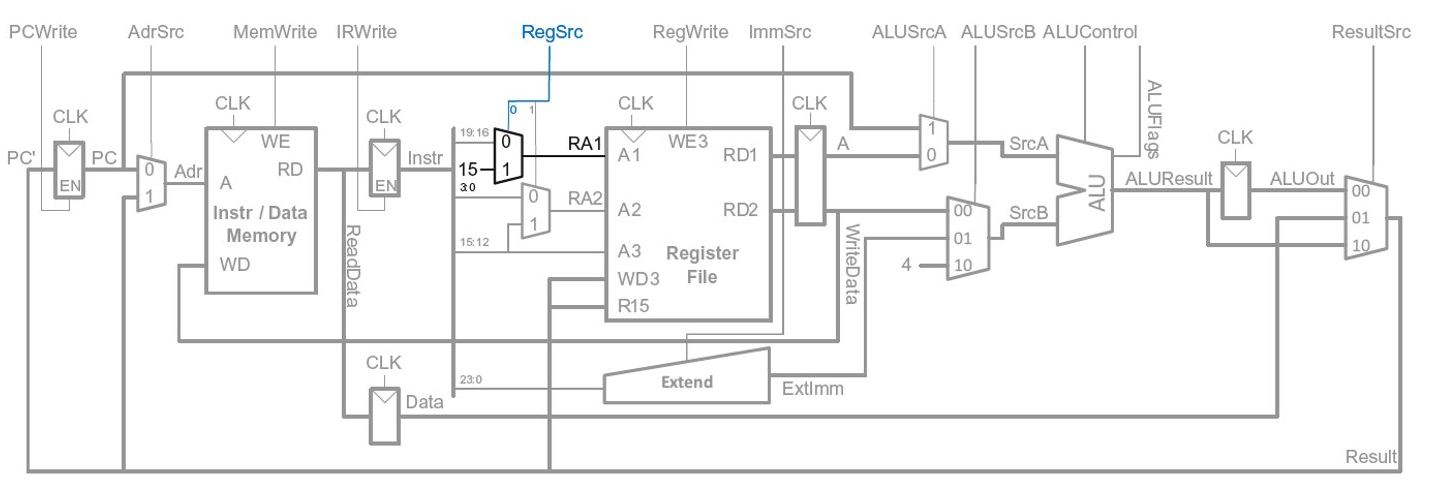 PCWrite AdrSrc MemWrite IRWrite RegSrc RegWrite ImmSrc ALUSrcA ALUSrcB ALUControl ResultSrc
0 1
CLK CLK CLK CLK CLK CLK
ALUFlags
PC' PC EN
0 1 Adr
WE A RD
Instr / Data
Memory
WD
EN Instr
ReadData
19:16
15
0 1 RA1
3:0
0 1 RA2
15:12
A1 WE3 RD1
A2 RD2
A3 Register
File
WD3
R15
A
WriteData
1 0 SrcA
00 01 10 SrcB
4
ALU
ALUResult ALUOut
00 01 10
CLK
23:0 Extend ExtImm
Data
Result